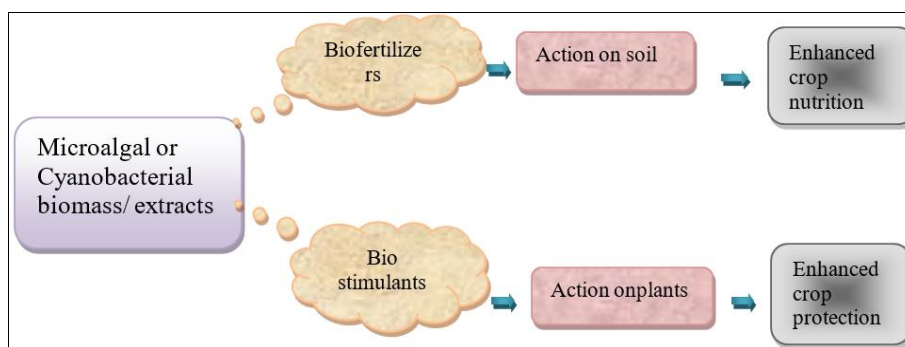 Biofertilize
rs
Action on soil
Enhanced
crop
nutrition
Microalgal or
Cyanobacterial
biomass/ extracts
Bio
stimulants
Action onplants
Enhanced
crop
protection